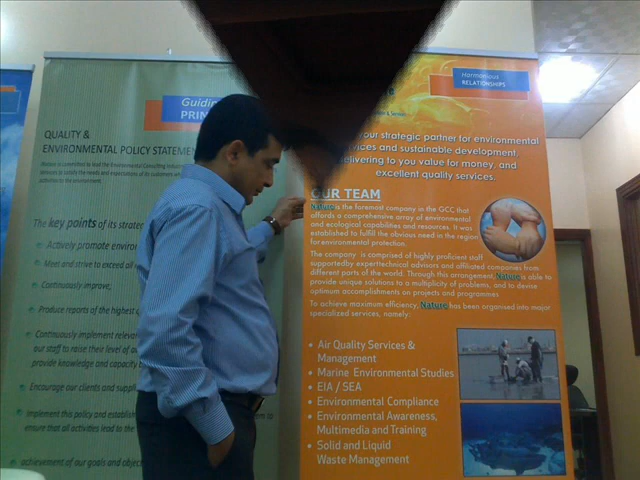 Guiding
PRIN
QUALITY &
ENVIRONMENTAL POLICY STATEMEN
The key points of its strate
Actively promote enviro
Meet and strive to exceed all
Continuously improve;
Produce reports of the highest q
Continuously implement relevan
our staff to raise their level of
provide knowledge and capacity
Encourage our clients and suppl
Implement this policy and establish
ensure that all activities lead to the
achievement of our goals and object
Harmonious
RELATIONSHIPS
your strategic partner for environmental
services and sustainable development,
delivering to you value for money, and
excellent quality services.
OUR TEAM
Nature is the foremost company in the GCC that
affords a comprehensive array of environmental
and ecological capabilities and resources. It was
established to fulfill the obvious need in the region
for environmental protection.
The company is comprised of highly proficient staff
supportedby experttechnical advisors and affiliated companies from
different parts of the world. Through this arrangement, Nature is able to
provide unique solutions to a multiplicity of problems, and to devise
optimum accomplishments on projects and programmes
To achieve maximum efficiency, Nature has been organised into major
specialized services, namely:
• Air Quality Services &
Management
• Marine Environmental Studies
• EIA / SEA
• Environmental Compliance
• Environmental Awareness,
Multimedia and Training
• Solid and Liquid
Waste Management